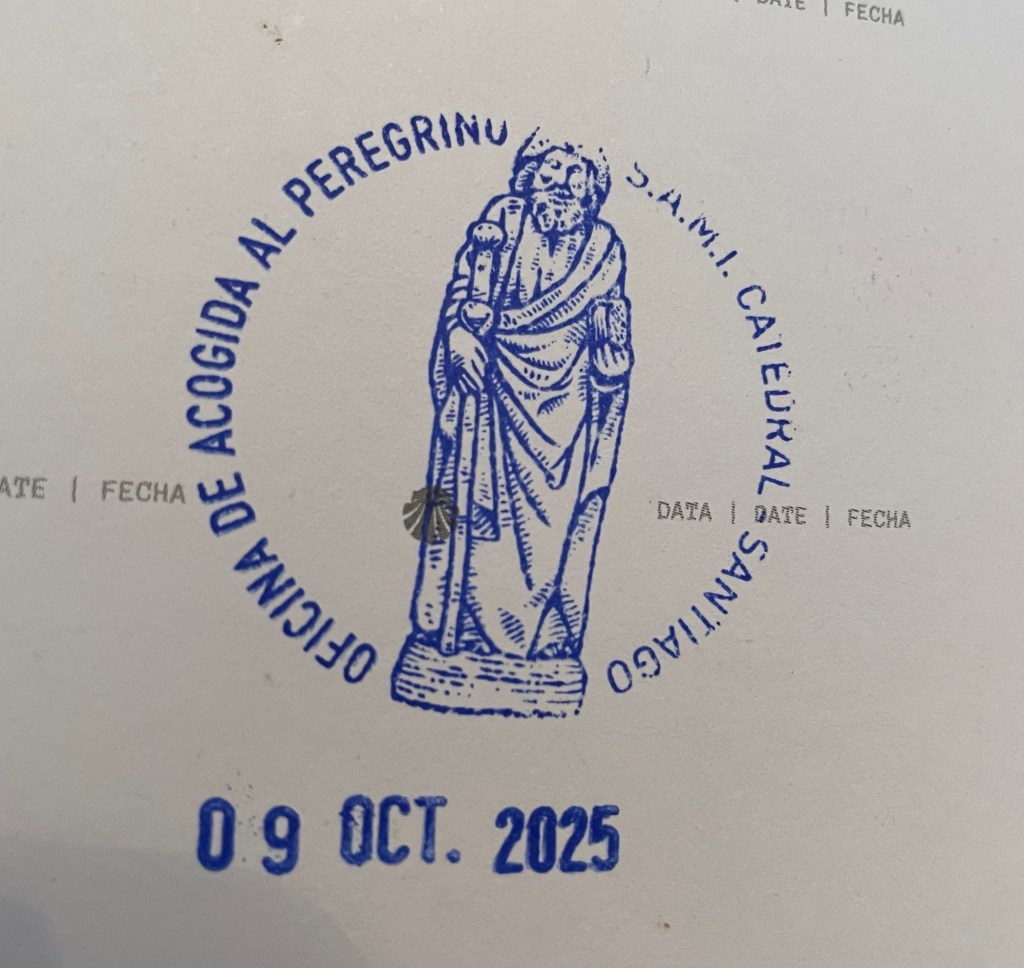 DATE | FECHA
OFICINA DE ACOGIDA AL PEREGRINO
S.A.M.I. CATEDRAL SANTIAGO
ATE | FECHA
DATA | DATE | FECHA
09 OCT. 2025